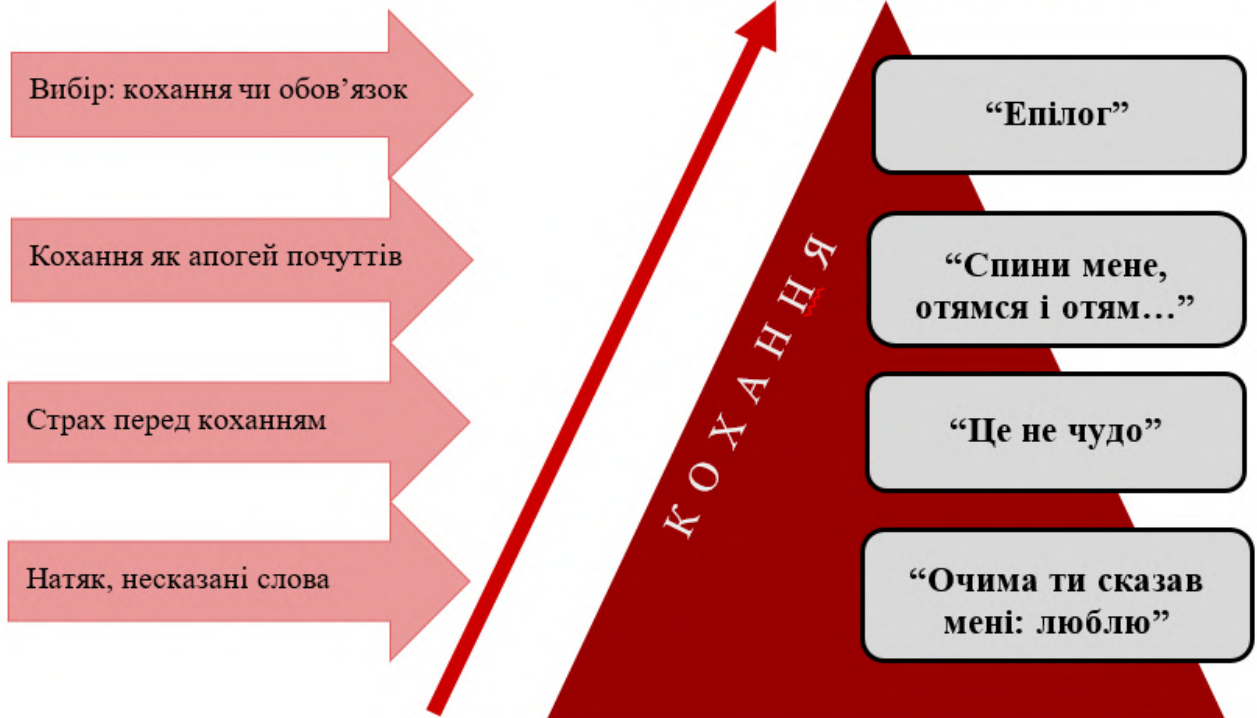 Вибір: кохання чи обов’язок
“Епілог”
Кохання як апогей почуттів
“Спини мене,
отямся і отям…”
КОХАННЯ
Страх перед коханням
“Це не чудо”
Натяк, несказані слова
“Очима ти сказав
мені: люблю”